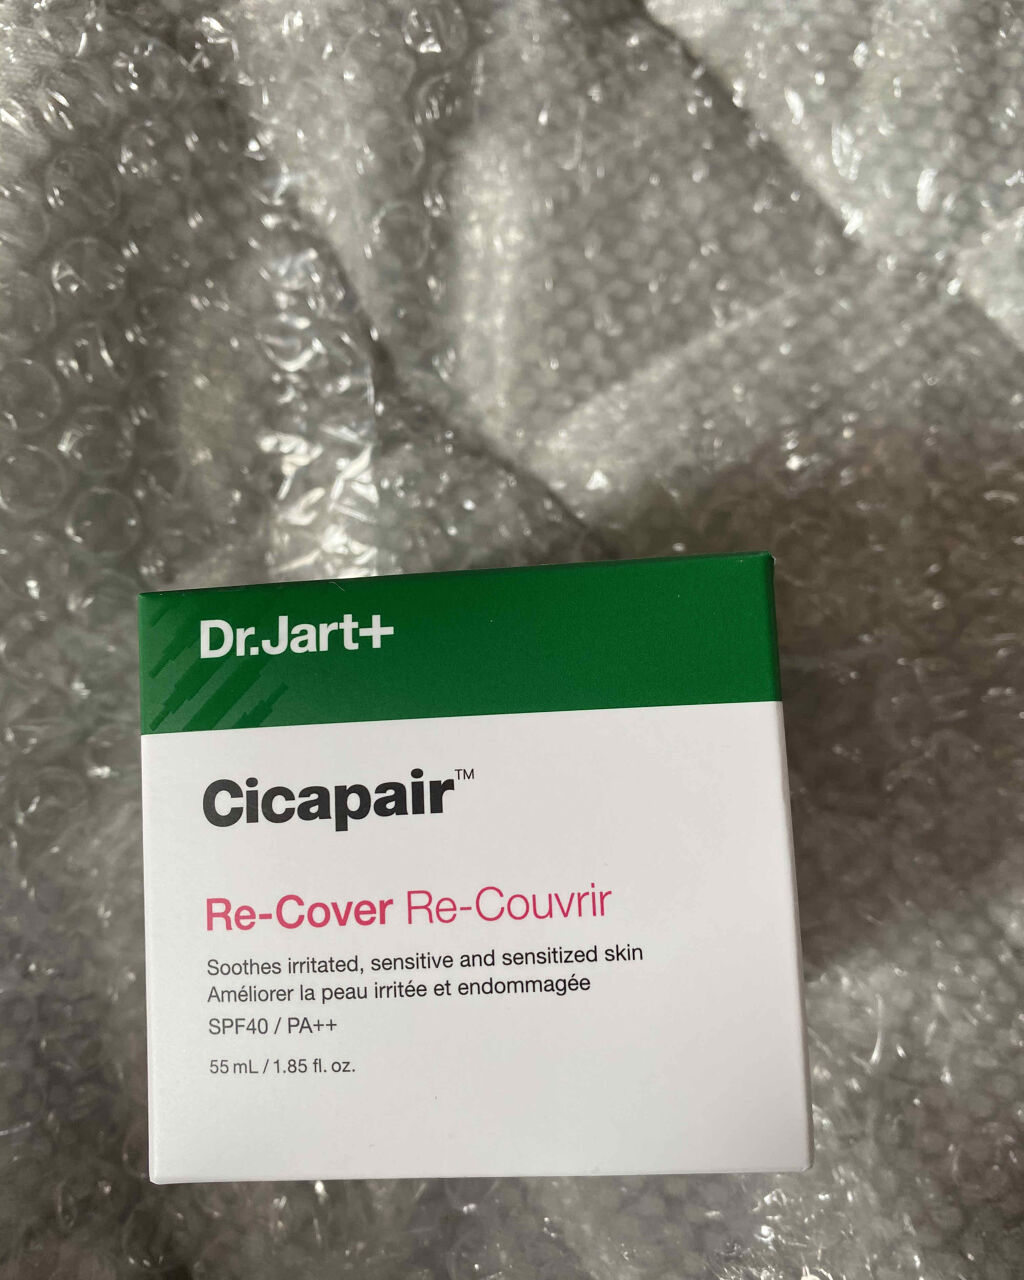 Dr.Jart+
Cicapair™
Re-Cover Re-Couvrir
Soothes irritated, sensitive and sensitized skin
Améliorer la peau irritée et endommagée
SPF40 / PA++
55 mL / 1.85 fl. oz.